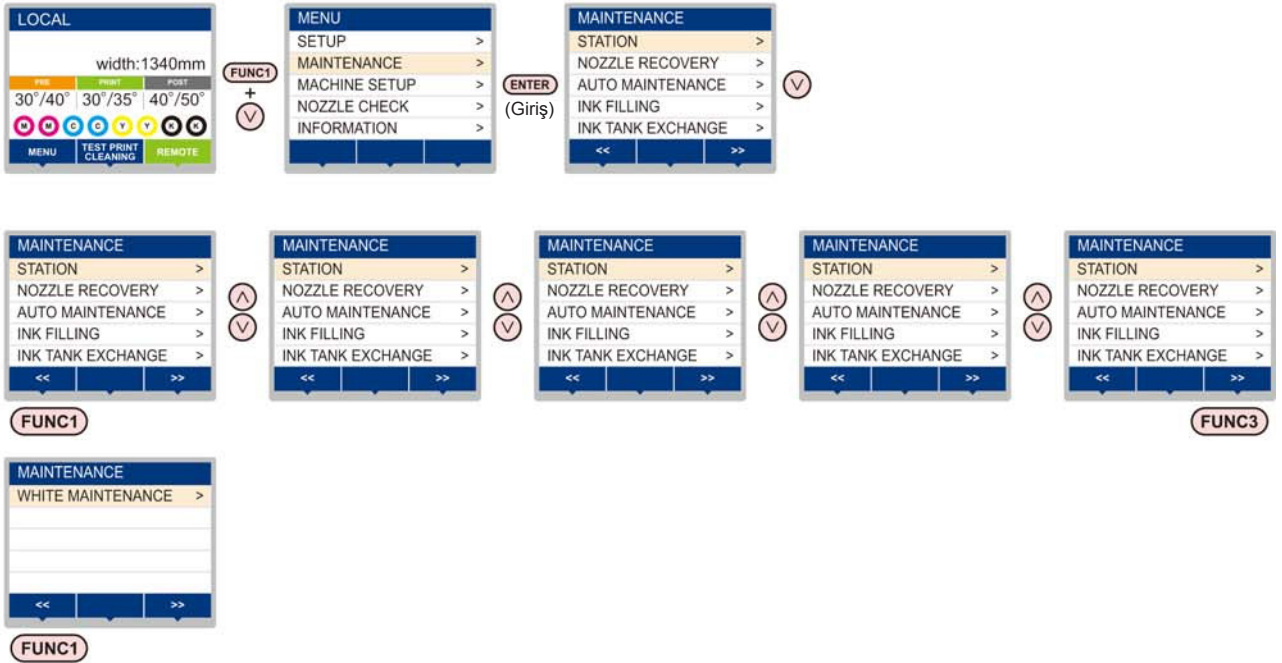 LOCAL
width:1340mm
PRE PRINT POST
30°/40° 30°/35° 40°/50°
M M C C Y Y K K
MENU TEST PRINT CLEANING REMOTE
FUNC1
+
MENU
SETUP >
MAINTENANCE >
MACHINE SETUP >
NOZZLE CHECK >
INFORMATION >
ENTER
(Giriş)
MAINTENANCE
STATION >
NOZZLE RECOVERY >
AUTO MAINTENANCE >
INK FILLING >
INK TANK EXCHANGE >
<< >>
MAINTENANCE
STATION >
NOZZLE RECOVERY >
AUTO MAINTENANCE >
INK FILLING >
INK TANK EXCHANGE >
<< >>
FUNC1
MAINTENANCE
STATION >
NOZZLE RECOVERY >
AUTO MAINTENANCE >
INK FILLING >
INK TANK EXCHANGE >
<< >>
MAINTENANCE
STATION >
NOZZLE RECOVERY >
AUTO MAINTENANCE >
INK FILLING >
INK TANK EXCHANGE >
<< >>
MAINTENANCE
STATION >
NOZZLE RECOVERY >
AUTO MAINTENANCE >
INK FILLING >
INK TANK EXCHANGE >
<< >>
MAINTENANCE
STATION >
NOZZLE RECOVERY >
AUTO MAINTENANCE >
INK FILLING >
INK TANK EXCHANGE >
<< >>
FUNC3
MAINTENANCE
WHITE MAINTENANCE >
<< >>
FUNC1